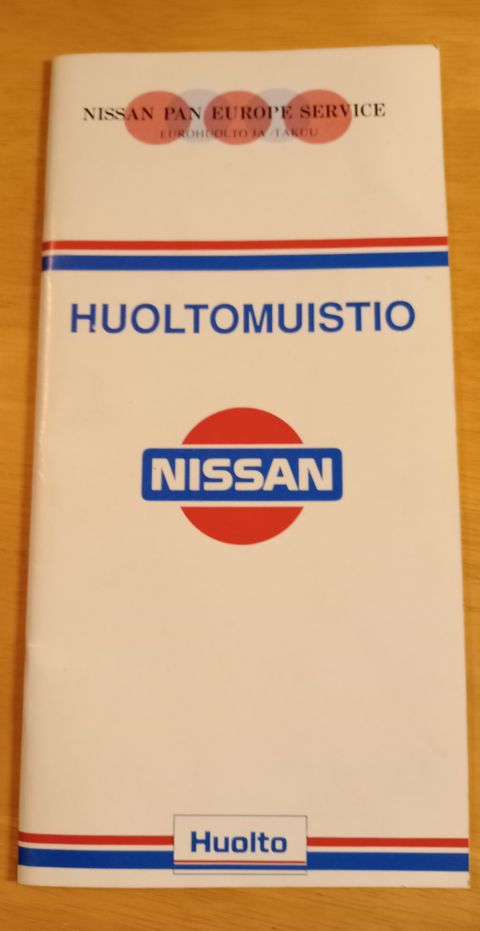 NISSAN PAN EUROPE SERVICE
EUROHUOLTO JA -TAKUU
HUOLTOMUISTIO
NISSAN
Huolto